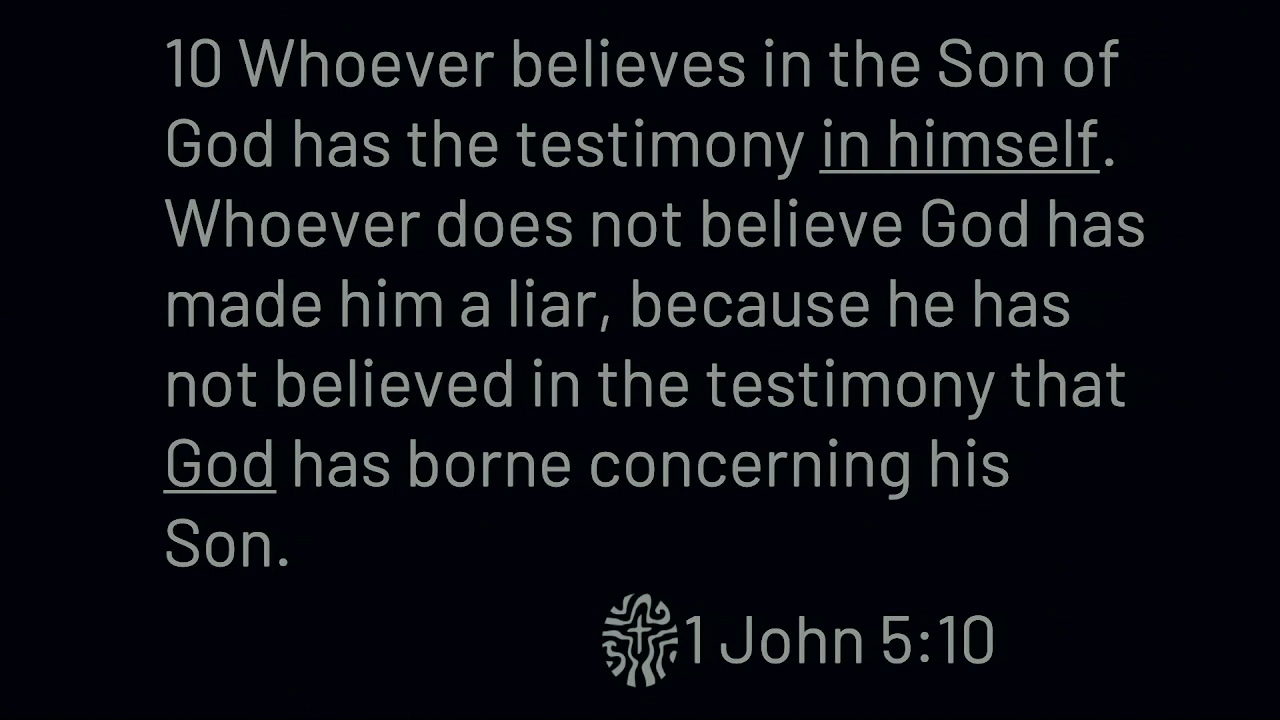 10 Whoever believes in the Son of
God has the testimony in himself.
Whoever does not believe God has
made him a liar, because he has
not believed in the testimony that
God has borne concerning his
Son.
1 John 5:10